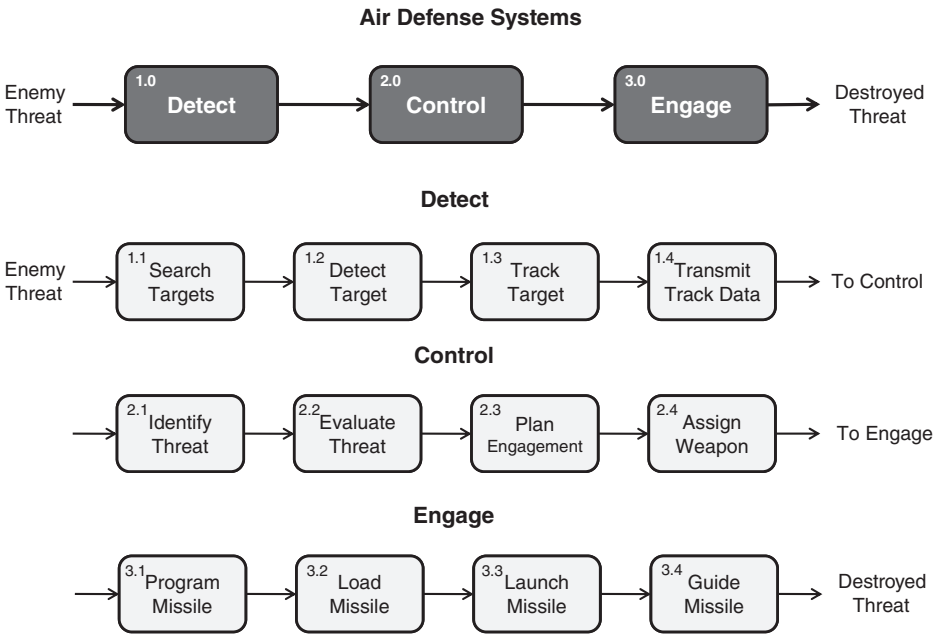 Air Defense Systems
Enemy
Threat
1.0
Detect
2.0
Control
3.0
Engage
Destroyed
Threat
Detect
Enemy
Threat
1.1
Search
Targets
1.2
Detect
Target
1.3
Track
Target
1.4
Transmit
Track Data
To Control
Control
2.1
Identify
Threat
2.2
Evaluate
Threat
2.3
Plan
Engagement
2.4
Assign
Weapon
To Engage
Engage
3.1
Program
Missile
3.2
Load
Missile
3.3
Launch
Missile
3.4
Guide
Missile
Destroyed
Threat